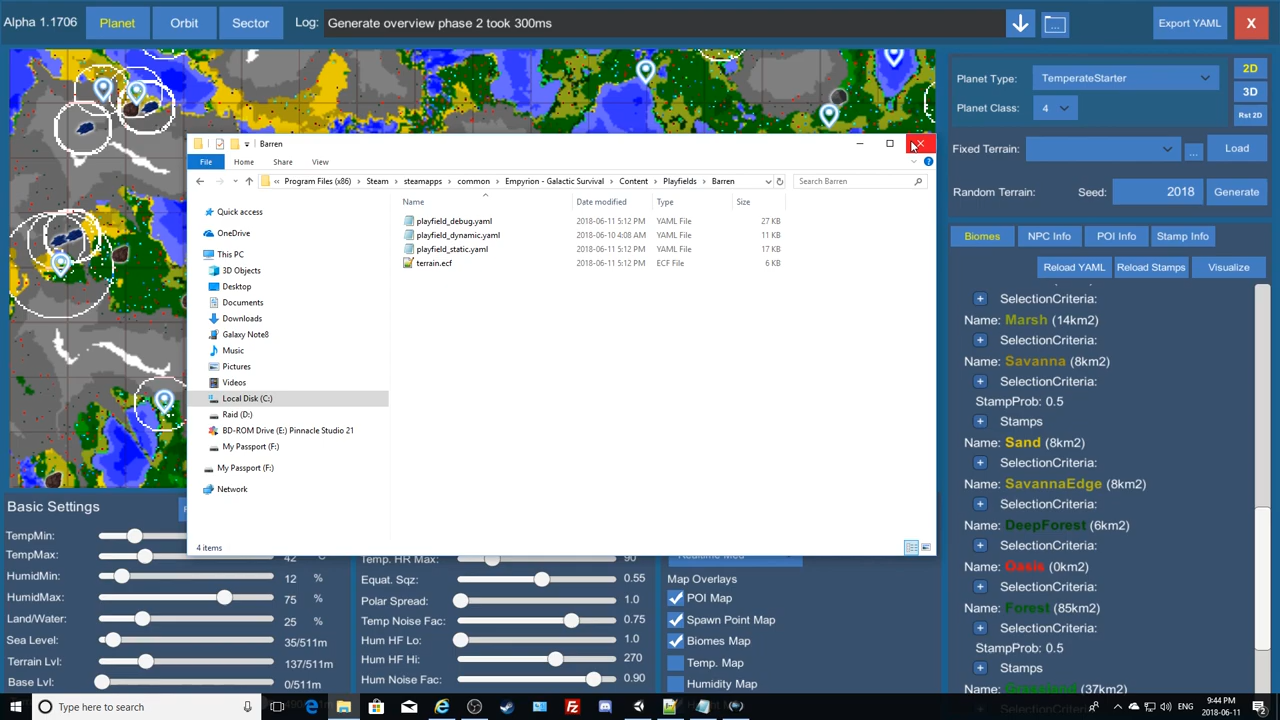 Alpha 1.1706 Planet Orbit Sector Log: Generate overview phase 2 took 300ms ... Export YAML X
Planet Type: TemperateStarter 2D
3D
Planet Class: 4 Rst 2D
Fixed Terrain: ... Load
Random Terrain: Seed: 2018 Generate
Biomes NPC Info POI Info Stamp Info
Reload YAML Reload Stamps Visualize
SelectionCriteria:
Name: Marsh (14km2)
SelectionCriteria:
Name: Savanna (8km2)
SelectionCriteria:
StampProb: 0.5
Stamps
Name: Sand (8km2)
SelectionCriteria:
Name: SavannaEdge (8km2)
SelectionCriteria:
Name: DeepForest (6km2)
SelectionCriteria:
Name: Oasis (0km2)
SelectionCriteria:
Name: Forest (85km2)
SelectionCriteria:
StampProb: 0.5
Stamps
(37km2)
Barren
File Home Share View
« Program Files (x86) › Steam › steamapps › common › Empyrion - Galactic Survival › Content › Playfields › Barren Search Barren
Name Date modified Type Size
playfield_debug.yaml 2018-06-11 5:12 PM YAML File 27 KB
playfield_dynamic.yaml 2018-06-10 4:08 AM YAML File 11 KB
playfield_static.yaml 2018-06-11 5:12 PM YAML File 17 KB
terrain.ecf 2018-06-11 5:12 PM ECF File 6 KB
Quick access
OneDrive
This PC
3D Objects
Desktop
Documents
Downloads
Galaxy Note8
Music
Pictures
Videos
Local Disk (C:)
Raid (D:)
BD-ROM Drive (E:) Pinnacle Studio 21
My Passport (F:)
My Passport (F:)
Network
4 items
Basic Settings
TempMin
TempMax 42 °C
HumidMin 12 %
HumidMax 75 %
Land/Water 25 %
Sea Level: 35/511m
Terrain Lvl: 137/511m
Base Lvl: 0/511m
Temp. HR Max: 90
Equat. Sqz: 0.55
Polar Spread: 1.0
Temp Noise Fac: 0.75
Hum HF Lo: 1.0
Hum HF Hi: 270
Hum Noise Fac: 0.90
Map Overlays
POI Map
Spawn Point Map
Biomes Map
Temp. Map
Humidity Map
Type here to search
ENG 9:44 PM
2018-06-11
2